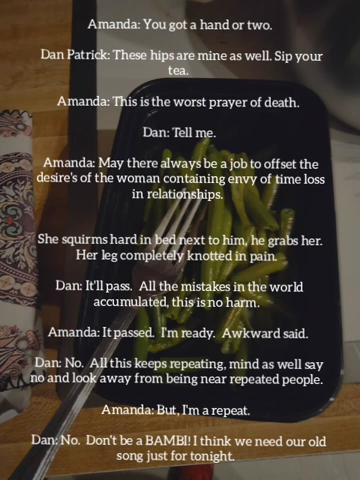 Amanda: You got a hand or two.
Dan Patrick: These hips are mine as well. Sip your
tea.
Amanda: This is the worst prayer of death.
Dan: Tell me.
Amanda: May there always be a job to offset the
desire's of the woman containing envy of time loss
in relationships.
She squirms hard in bed next to him, he grabs her.
Her leg completely knotted in pain.
Dan: It'll pass. All the mistakes in the world
accumulated, this is no harm.
Amanda: It passed. I'm ready. Awkward said.
Dan: No. All this keeps repeating, mind as well say
no and look away from being near repeated people.
Amanda: But, I'm a repeat.
Dan: No. Don't be a BAMBI! I think we need our old
song just for tonight.